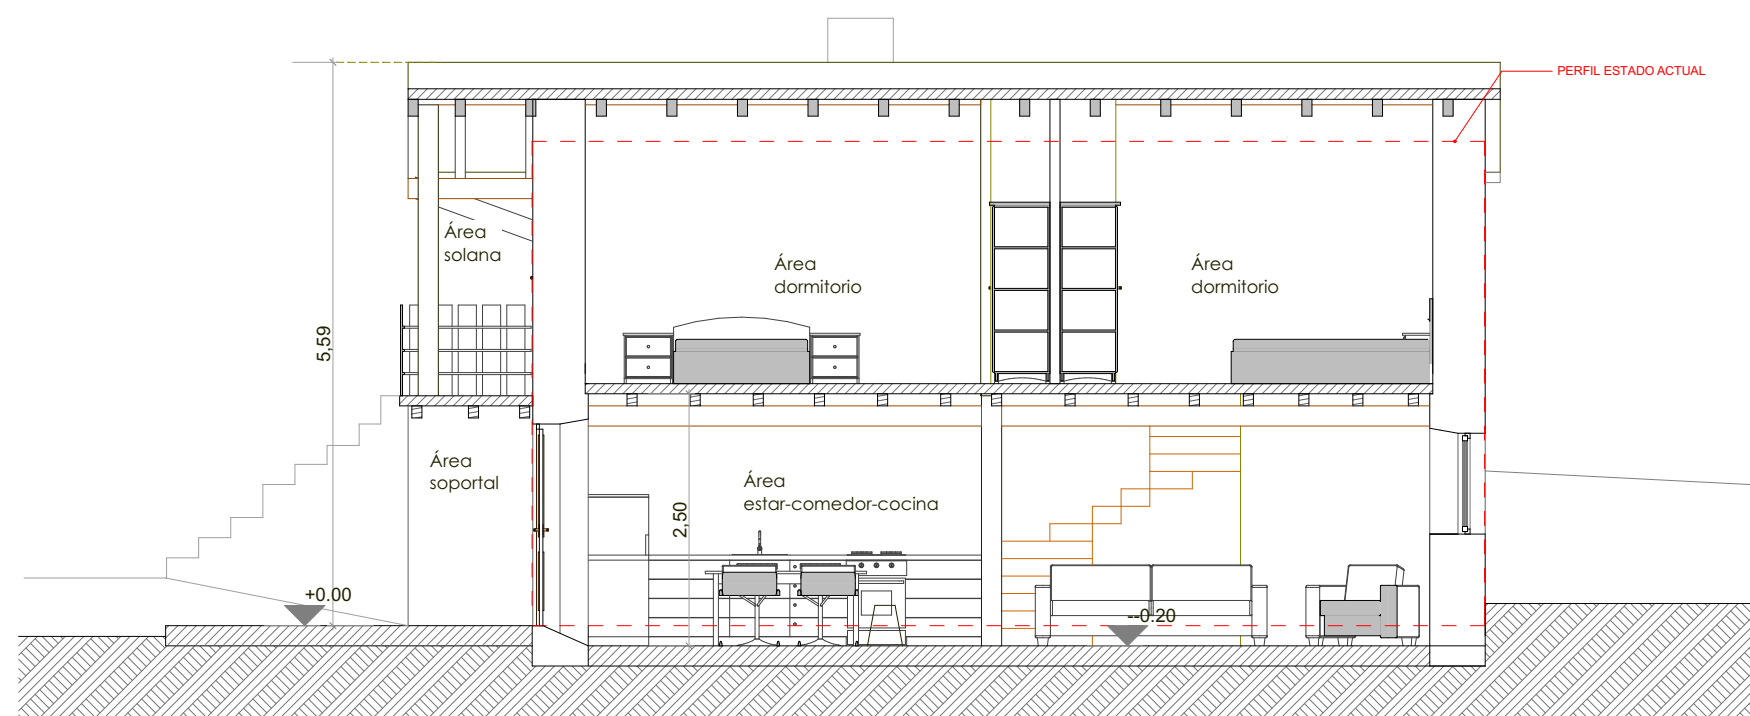 PERFIL ESTADO ACTUAL
Área
solana
Área
dormitorio
Área
dormitorio
5,59
Área
soportal
Área
estar-comedor-cocina
2,50
+0.00
--0.20